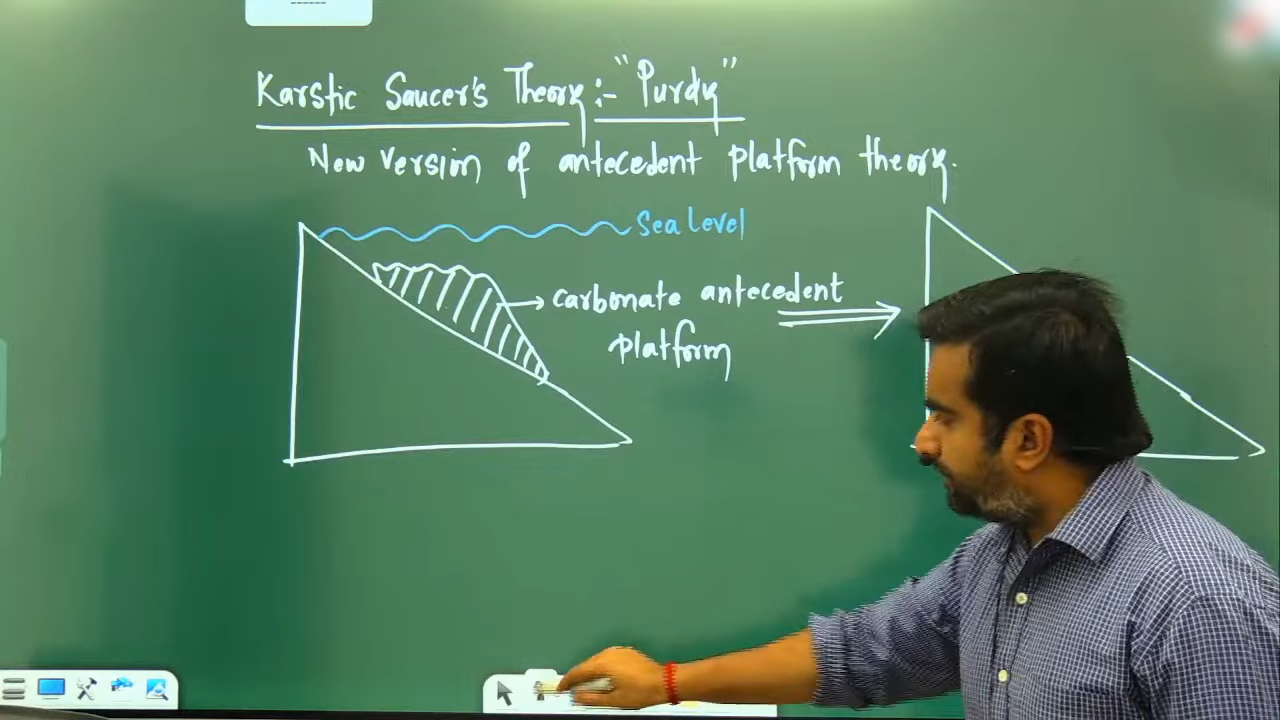 Karstic Saucer's Theory :- "Purdy"
New version of antecedent platform theory.
Sea level
carbonate antecedent
platform